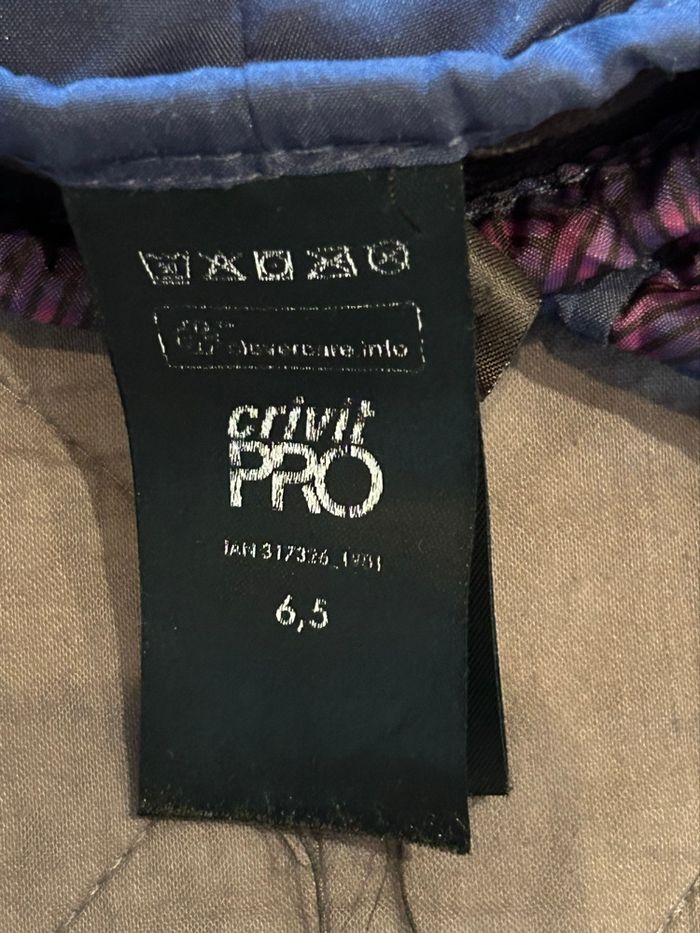 clevercare.info
crivit
PRO
IAN 317326_1901
6,5